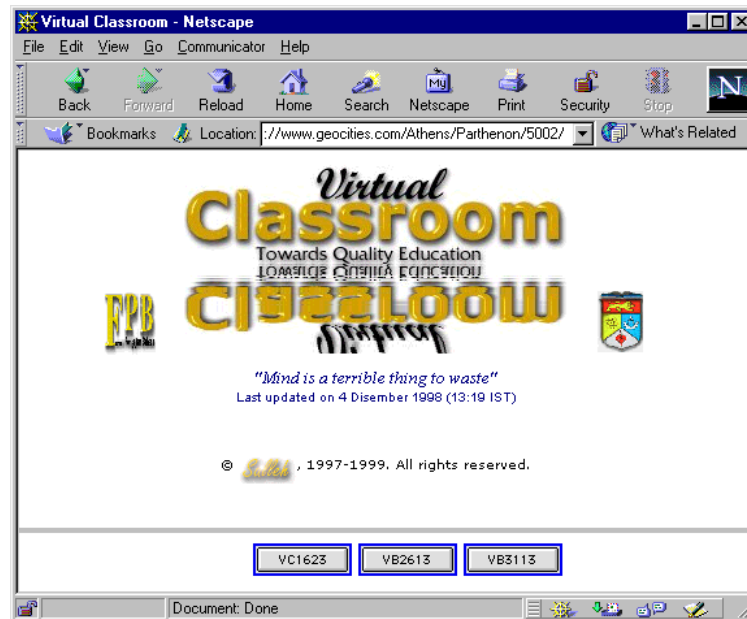 Virtual Classroom - Netscape
File Edit View Go Communicator Help
Back Forward Reload Home Search Netscape Print Security Stop
My
N
Bookmarks Location: ://www.geocities.com/Athens/Parthenon/5002/ What's Related
Virtual
Classroom
Towards Quality Education
FPB
"Mind is a terrible thing to waste"
Last updated on 4 Disember 1998 (13:19 IST)
© , 1997-1999. All rights reserved.
VC1623 VB2613 VB3113
Document: Done